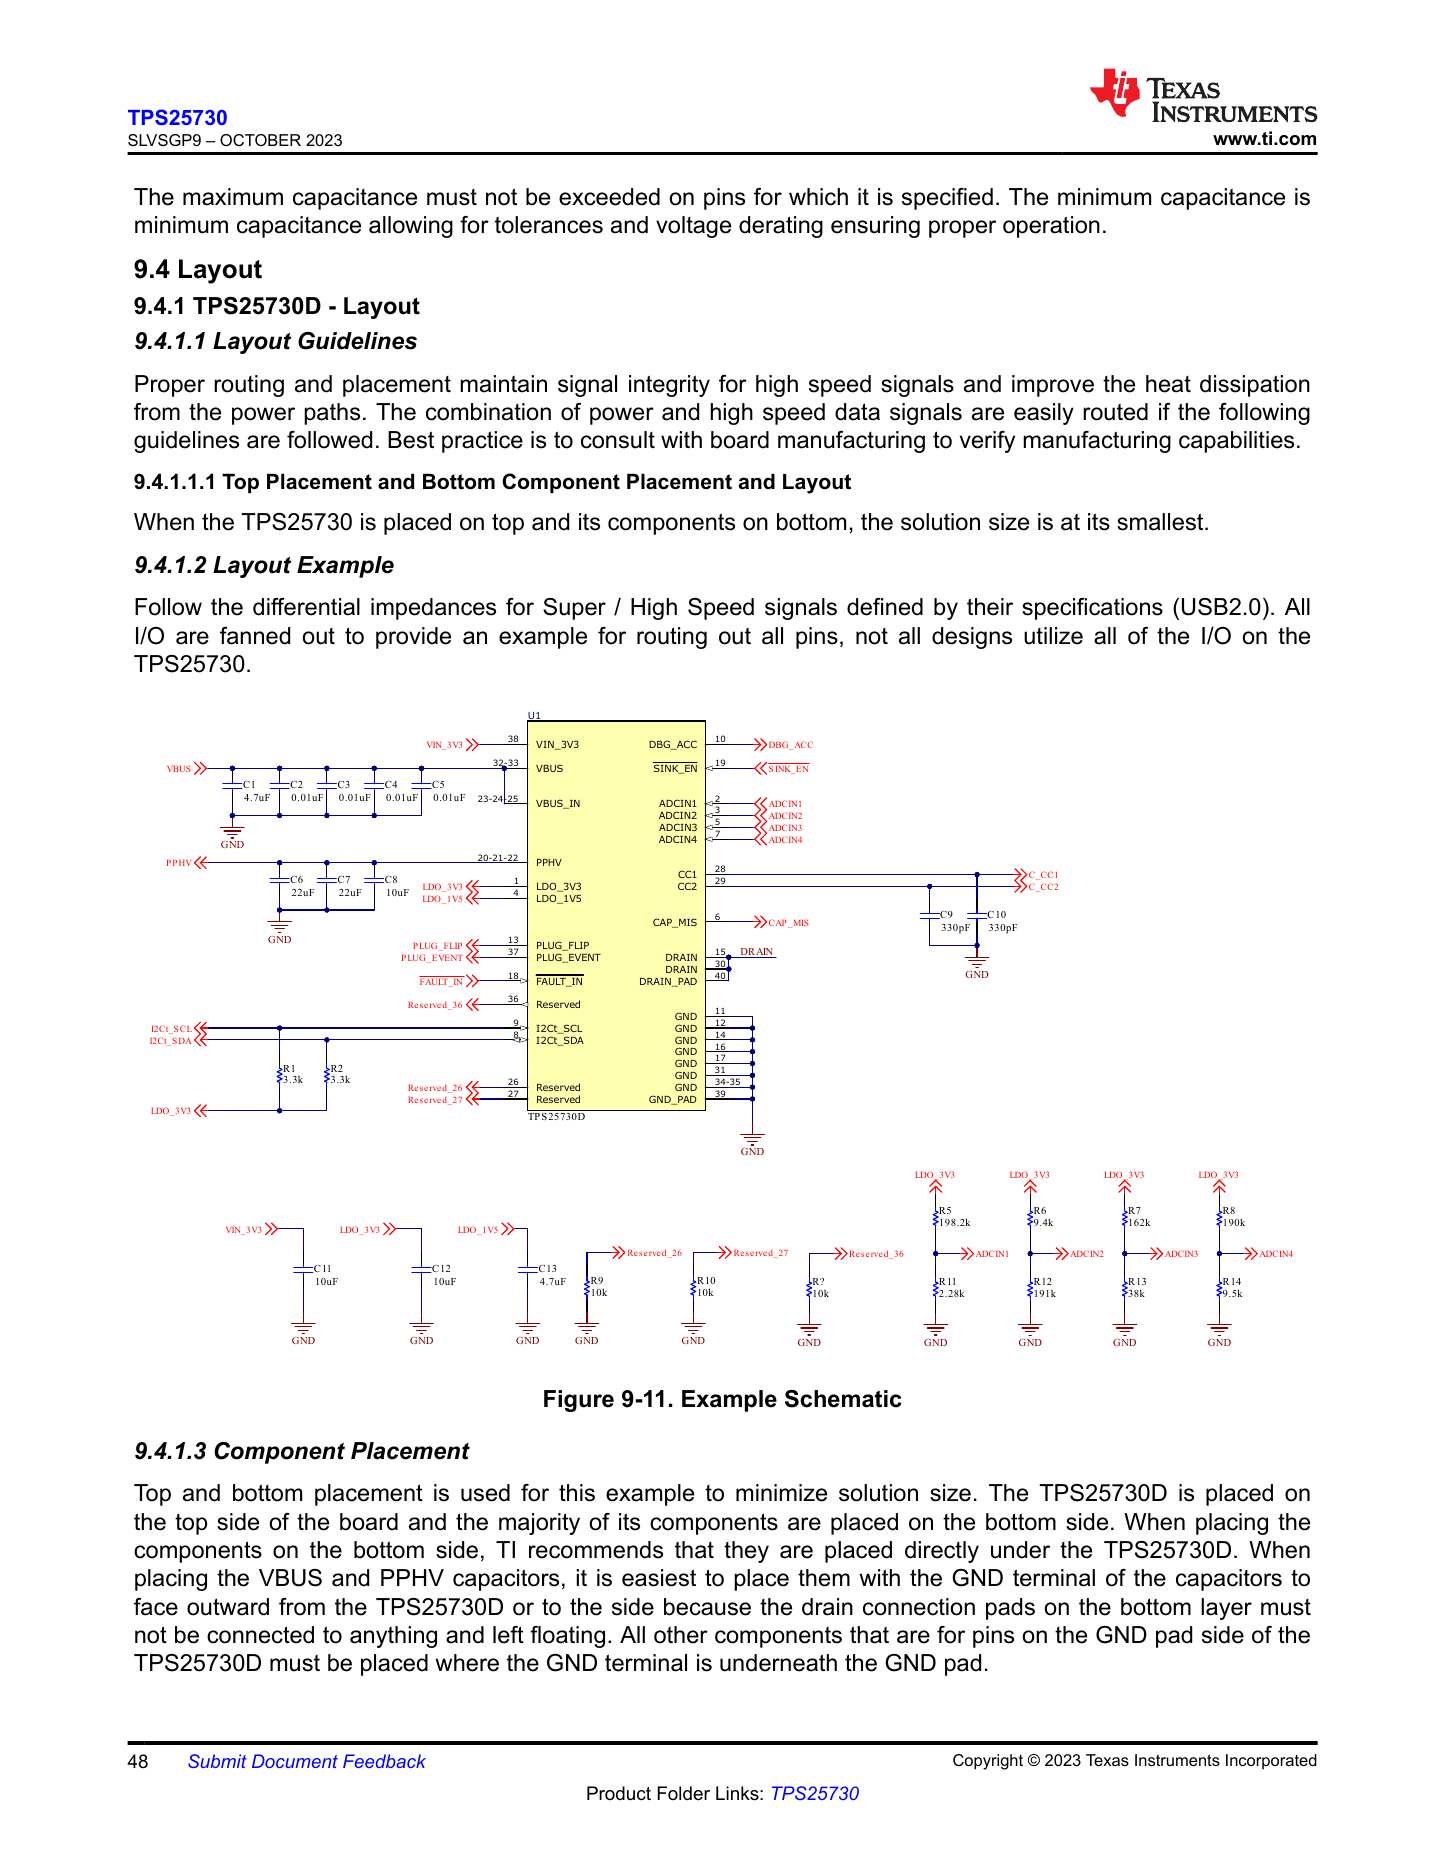 TPS25730
SLVSGP9 – OCTOBER 2023
TEXAS
INSTRUMENTS
www.ti.com
The maximum capacitance must not be exceeded on pins for which it is specified. The minimum capacitance is
minimum capacitance allowing for tolerances and voltage derating ensuring proper operation.
9.4 Layout
9.4.1 TPS25730D - Layout
9.4.1.1 Layout Guidelines
Proper routing and placement maintain signal integrity for high speed signals and improve the heat dissipation
from the power paths. The combination of power and high speed data signals are easily routed if the following
guidelines are followed. Best practice is to consult with board manufacturing to verify manufacturing capabilities.
9.4.1.1.1 Top Placement and Bottom Component Placement and Layout
When the TPS25730 is placed on top and its components on bottom, the solution size is at its smallest.
9.4.1.2 Layout Example
Follow the differential impedances for Super / High Speed signals defined by their specifications (USB2.0). All
I/O are fanned out to provide an example for routing out all pins, not all designs utilize all of the I/O on the
TPS25730.
U1
VIN_3V3 38 VIN_3V3 DBG_ACC 10 DBG_ACC
VBUS 32-33 VBUS SINK_EN 19 SINK_EN
C1 C2 C3 C4 C5
4.7uF 0.01uF 0.01uF 0.01uF 0.01uF
23-24-25 VBUS_IN ADCIN1 2 ADCIN1
ADCIN2 3 ADCIN2
ADCIN3 5 ADCIN3
ADCIN4 7 ADCIN4
GND
PPHV 20-21-22 PPHV
CC1 28 C_CC1
C6 C7 C8
22uF 22uF 10uF
LDO_3V3 1 LDO_3V3 CC2 29 C_CC2
LDO_1V5 4 LDO_1V5
C9 C10
330pF 330pF
CAP_MIS 6 CAP_MIS
GND
PLUG_FLIP 13 PLUG_FLIP
PLUG_EVENT 37 PLUG_EVENT DRAIN 15 DRAIN
DRAIN 30
GND
FAULT_IN 18 FAULT_IN DRAIN_PAD 40
Reserved_36 36 Reserved
GND 11
I2Ct_SCL 9 I2Ct_SCL GND 12
I2Ct_SDA 8 I2Ct_SDA GND 14
GND 16
GND 17
R1 R2
3.3k 3.3k
GND 31
Reserved_26 26 Reserved GND 34-35
Reserved_27 27 Reserved GND_PAD 39
LDO_3V3
TPS25730D
GND
LDO_3V3 LDO_3V3 LDO_3V3 LDO_3V3
R5 R6 R7 R8
198.2k 9.4k 162k 190k
VIN_3V3 LDO_3V3 LDO_1V5
Reserved_26 Reserved_27 Reserved_36 ADCIN1 ADCIN2 ADCIN3 ADCIN4
C11 C12 C13
10uF 10uF 4.7uF
R9 R10 R? R11 R12 R13 R14
10k 10k 10k 2.28k 191k 38k 9.5k
GND GND GND GND GND GND GND GND GND GND
Figure 9-11. Example Schematic
9.4.1.3 Component Placement
Top and bottom placement is used for this example to minimize solution size. The TPS25730D is placed on
the top side of the board and the majority of its components are placed on the bottom side. When placing the
components on the bottom side, TI recommends that they are placed directly under the TPS25730D. When
placing the VBUS and PPHV capacitors, it is easiest to place them with the GND terminal of the capacitors to
face outward from the TPS25730D or to the side because the drain connection pads on the bottom layer must
not be connected to anything and left floating. All other components that are for pins on the GND pad side of the
TPS25730D must be placed where the GND terminal is underneath the GND pad.
48 Submit Document Feedback
Copyright © 2023 Texas Instruments Incorporated
Product Folder Links: TPS25730